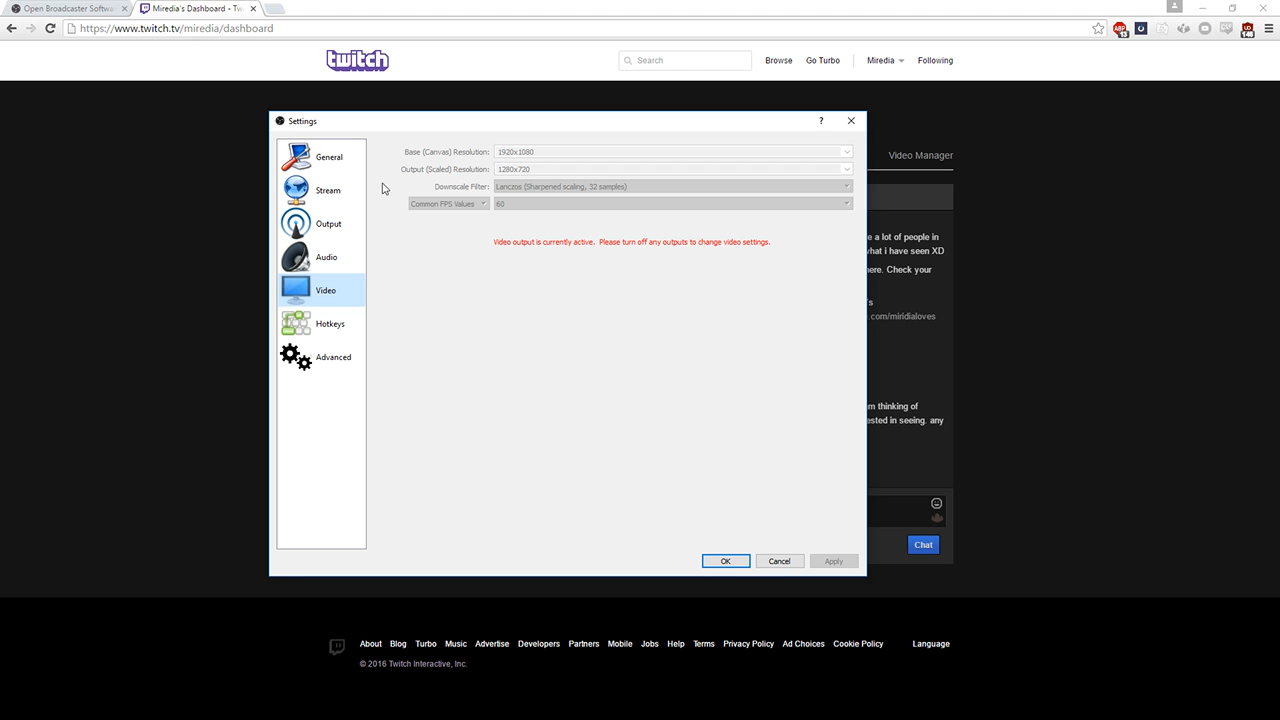 Open Broadcaster Softwa
Miredia's Dashboard - Tw
https://www.twitch.tv/miredia/dashboard
twitch
Search
Browse
Go Turbo
Miredia
Following
Settings
?
General
Stream
Output
Audio
Video
Hotkeys
Advanced
Base (Canvas) Resolution: 1920x1080
Output (Scaled) Resolution: 1280x720
Downscale Filter: Lanczos (Sharpened scaling, 32 samples)
Common FPS Values 60
Video output is currently active. Please turn off any outputs to change video settings.
OK
Cancel
Apply
Video Manager
e a lot of people in
hat i have seen XD
ere. Check your
's
.com/miridialoves
m thinking of
ested in seeing. any
Chat
About Blog Turbo Music Advertise Developers Partners Mobile Jobs Help Terms Privacy Policy Ad Choices Cookie Policy Language
© 2016 Twitch Interactive, Inc.